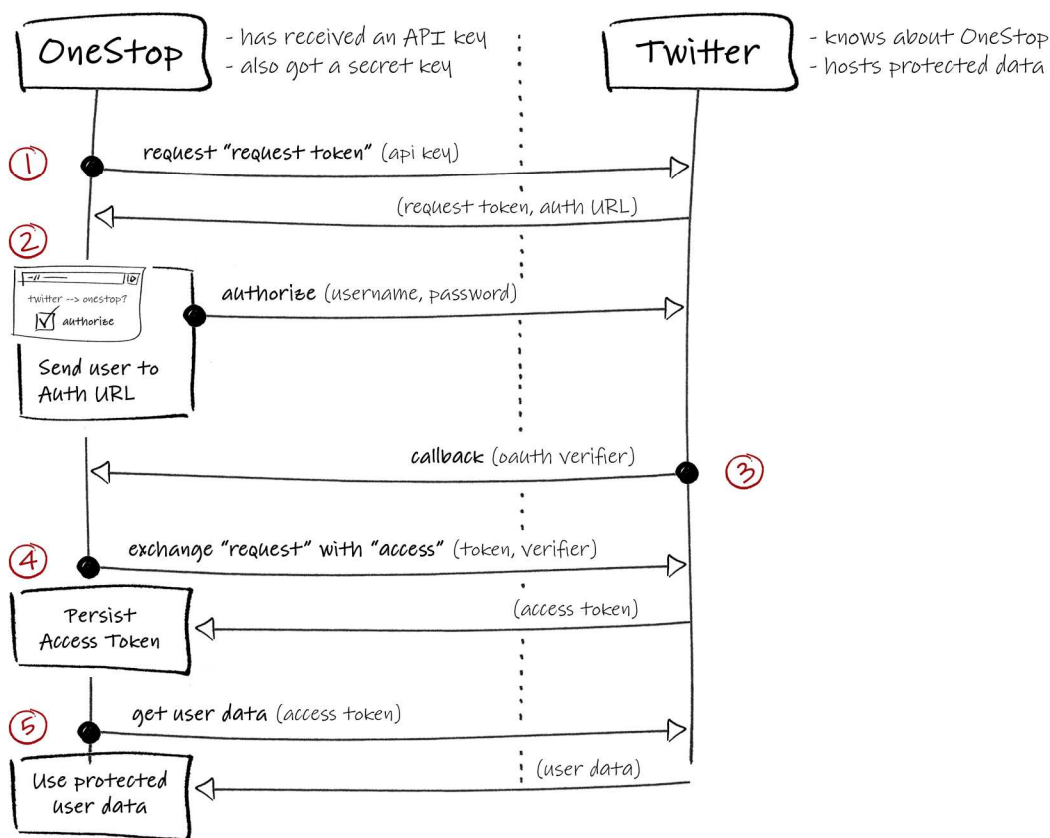 OneStop
- has received an API key
- also got a secret key
Twitter
- knows about OneStop
- hosts protected data
1
request "request token" (api key)
(request token, auth URL)
2
twitter --> onestop?
authorize
authorize (username, password)
Send user to
Auth URL
callback (oauth verifier)
3
4
exchange "request" with "access" (token, verifier)
Persist
Access Token
(access token)
5
get user data (access token)
Use protected
user data
(user data)